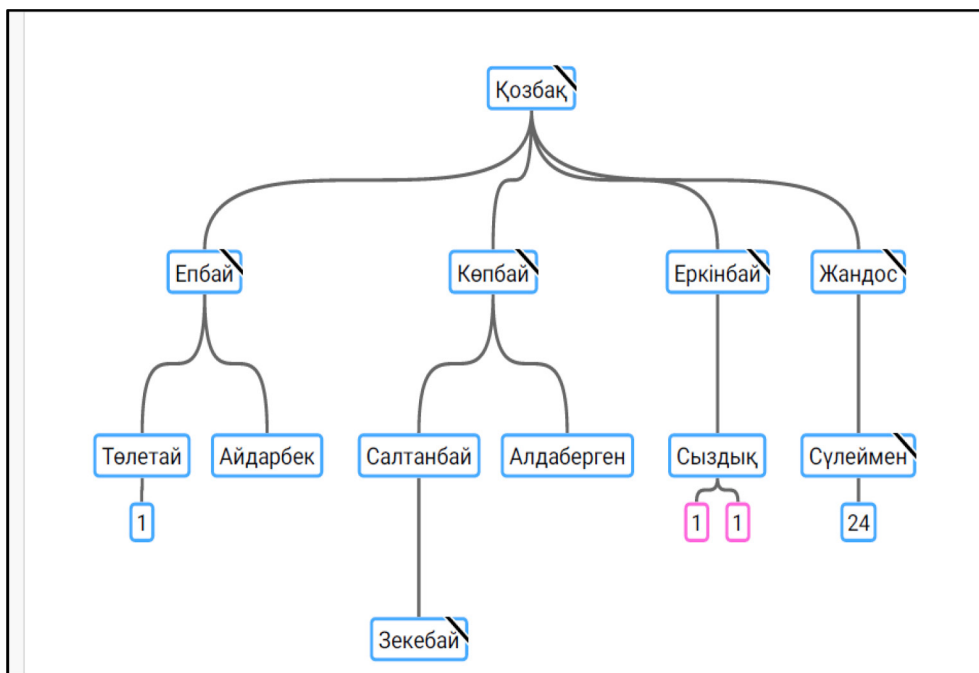 Қозбақ
Епбай Көпбай Еркінбай Жандос
Төлетай Айдарбек Салтанбай Алдаберген Сыздық Сүлеймен
1 1 1 24
Зекебай